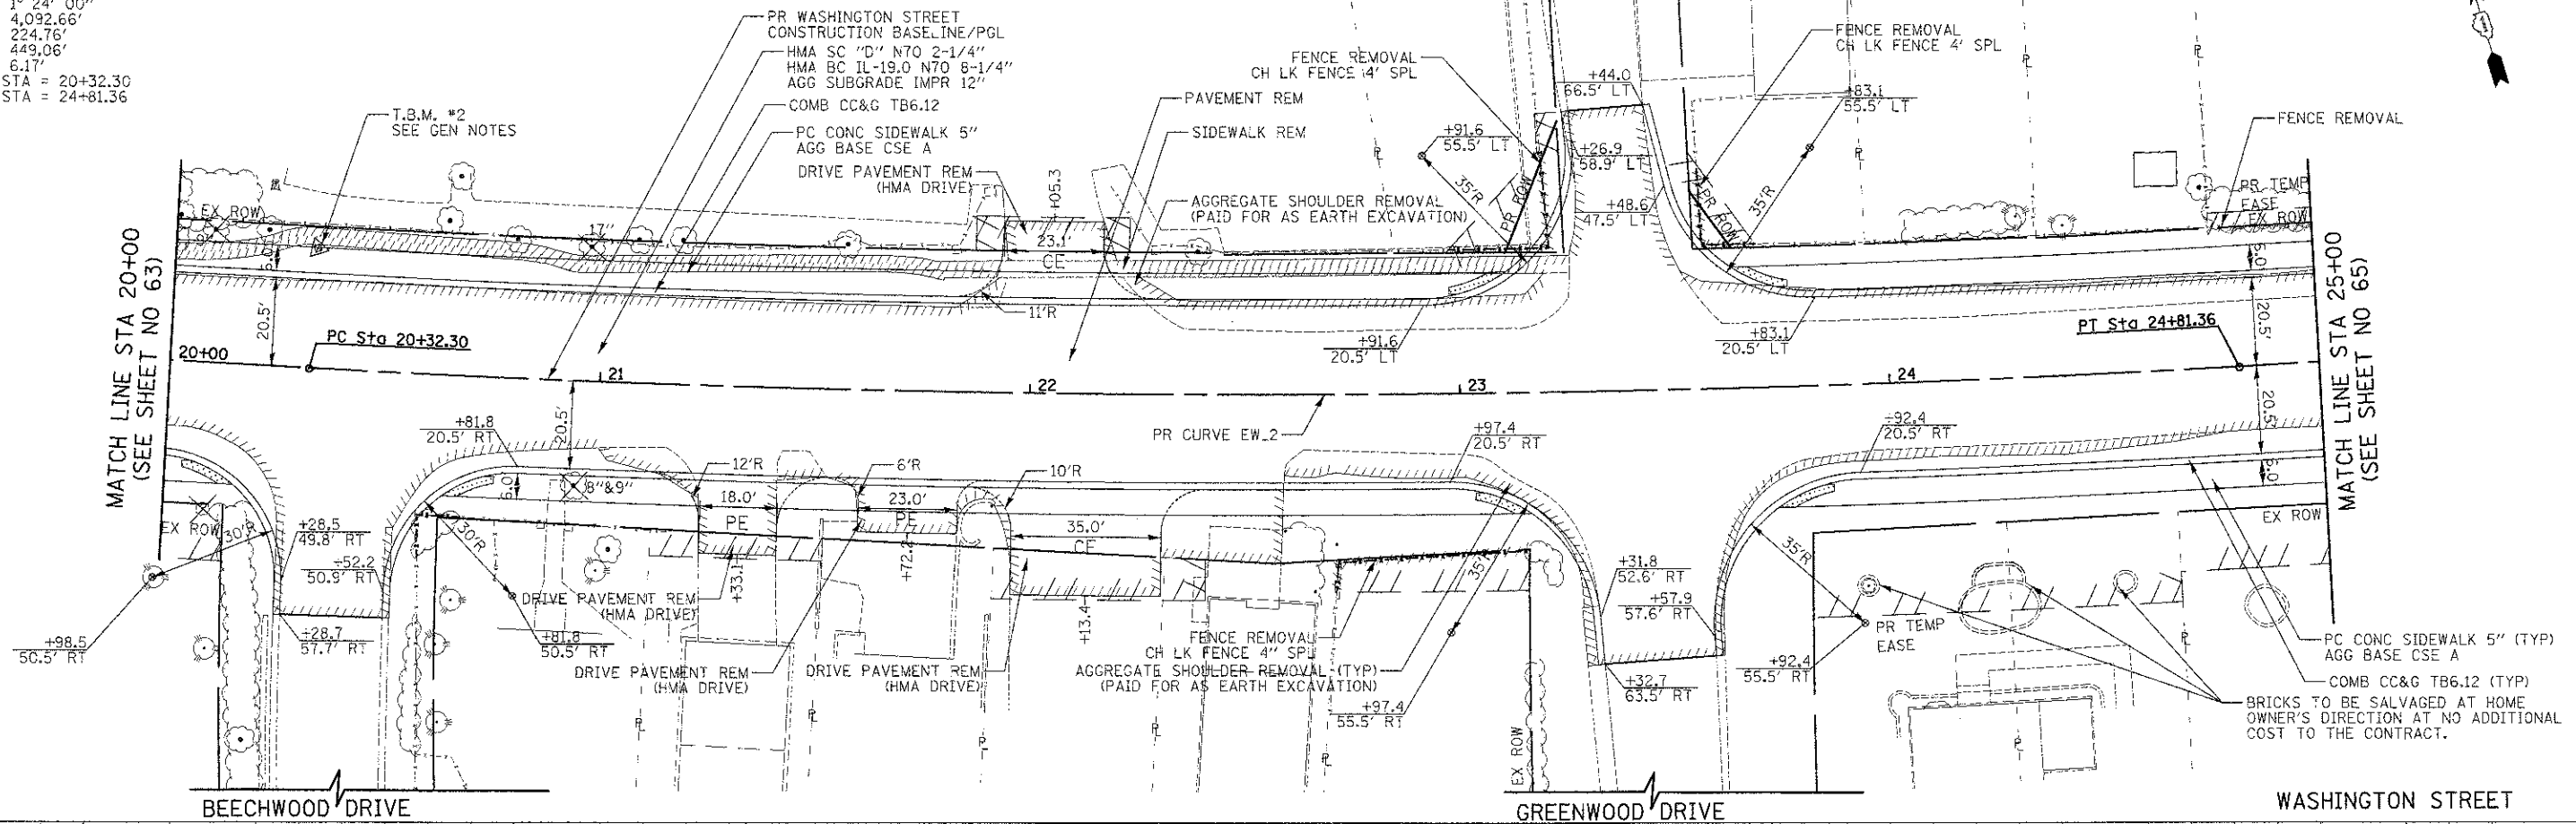 1° 24' 00"
4,092.66'
224.76'
449.06'
6.17'
STA = 20+32.30
STA = 24+81.36
PR WASHINGTON STREET
CONSTRUCTION BASELINE/PGL
HMA SC "D" N70 2-1/4"
HMA BC IL-19.0 N70 8-1/4"
AGG SUBGRADE IMPR 12"
COMB CC&G TB6.12
PC CONC SIDEWALK 5"
AGG BASE CSE A
DRIVE PAVEMENT REM
(HMA DRIVE)
T.B.M. #2
SEE GEN NOTES
PAVEMENT REM
SIDEWALK REM
AGGREGATE SHOULDER REMOVAL
(PAID FOR AS EARTH EXCAVATION)
FENCE REMOVAL
CH LK FENCE 4' SPL
FENCE REMOVAL
CH LK FENCE 4' SPL
FENCE REMOVAL
+44.0
66.5' LT
+83.1
55.5' LT
+91.6
55.5' LT
+26.9
58.9' LT
+48.6
47.5' LT
35'R
35'R
PR ROW
PR ROW
PR TEMP
EASE
EX ROW
EX ROW
17"
+05.3
23.1'
CE
11'R
5.0'
5.0'
20.5'
20.5'
MATCH LINE STA 20+00
(SEE SHEET NO 63)
MATCH LINE STA 25+00
(SEE SHEET NO 65)
20+00
PC Sta 20+32.30
21
22
23
24
PT Sta 24+81.36
+91.6
20.5' LT
+83.1
20.5' LT
PR CURVE EW_2
+81.8
20.5' RT
20.5'
+97.4
20.5' RT
+92.4
20.5' RT
20.5'
5.0'
12'R
6'R
10'R
8"&9"
18.0'
PE
23.0'
PE
35.0'
CE
EX ROW
30'R
+28.5
49.8' RT
+52.2
50.9' RT
30'R
+98.5
50.5' RT
+28.7
57.7' RT
+81.8
50.5' RT
+33.1
+72.2
+13.4
DRIVE PAVEMENT REM
(HMA DRIVE)
DRIVE PAVEMENT REM
(HMA DRIVE)
DRIVE PAVEMENT REM
(HMA DRIVE)
FENCE REMOVAL
CH LK FENCE 4" SPL
AGGREGATE SHOULDER REMOVAL (TYP)
(PAID FOR AS EARTH EXCAVATION)
35'R
+97.4
55.5' RT
+31.8
52.6' RT
+57.9
57.6' RT
+32.7
63.5' RT
35'R
+92.4
55.5' RT
PR TEMP
EASE
EX ROW
EX ROW
PC CONC SIDEWALK 5" (TYP)
AGG BASE CSE A
COMB CC&G TB6.12 (TYP)
BRICKS TO BE SALVAGED AT HOME
OWNER'S DIRECTION AT NO ADDITIONAL
COST TO THE CONTRACT.
BEECHWOOD DRIVE
GREENWOOD DRIVE
WASHINGTON STREET